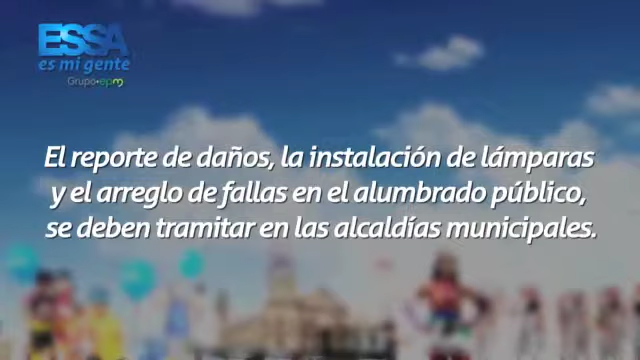 ESSA
es mi gente
Grupo·epm
El reporte de daños, la instalación de lámparas
y el arreglo de fallas en el alumbrado público,
se deben tramitar en las alcaldías municipales.